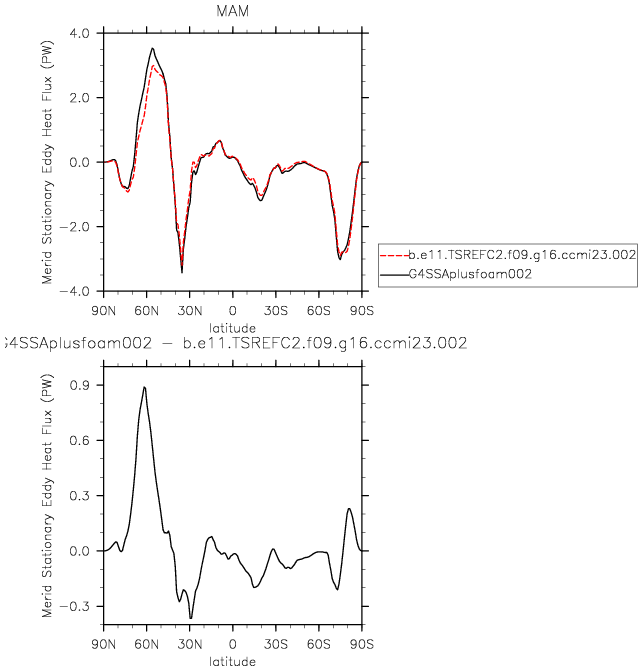 MAM
Merid Stationary Eddy Heat Flux (PW)
4.0
2.0
0.0
−2.0
−4.0
90N 60N 30N 0 30S 60S 90S
latitude
b.e11.TSREFC2.f09.g16.ccmi23.002
G4SSAplusfoam002
G4SSAplusfoam002 − b.e11.TSREFC2.f09.g16.ccmi23.002
Merid Stationary Eddy Heat Flux (PW)
0.9
0.6
0.3
0.0
−0.3
90N 60N 30N 0 30S 60S 90S
latitude